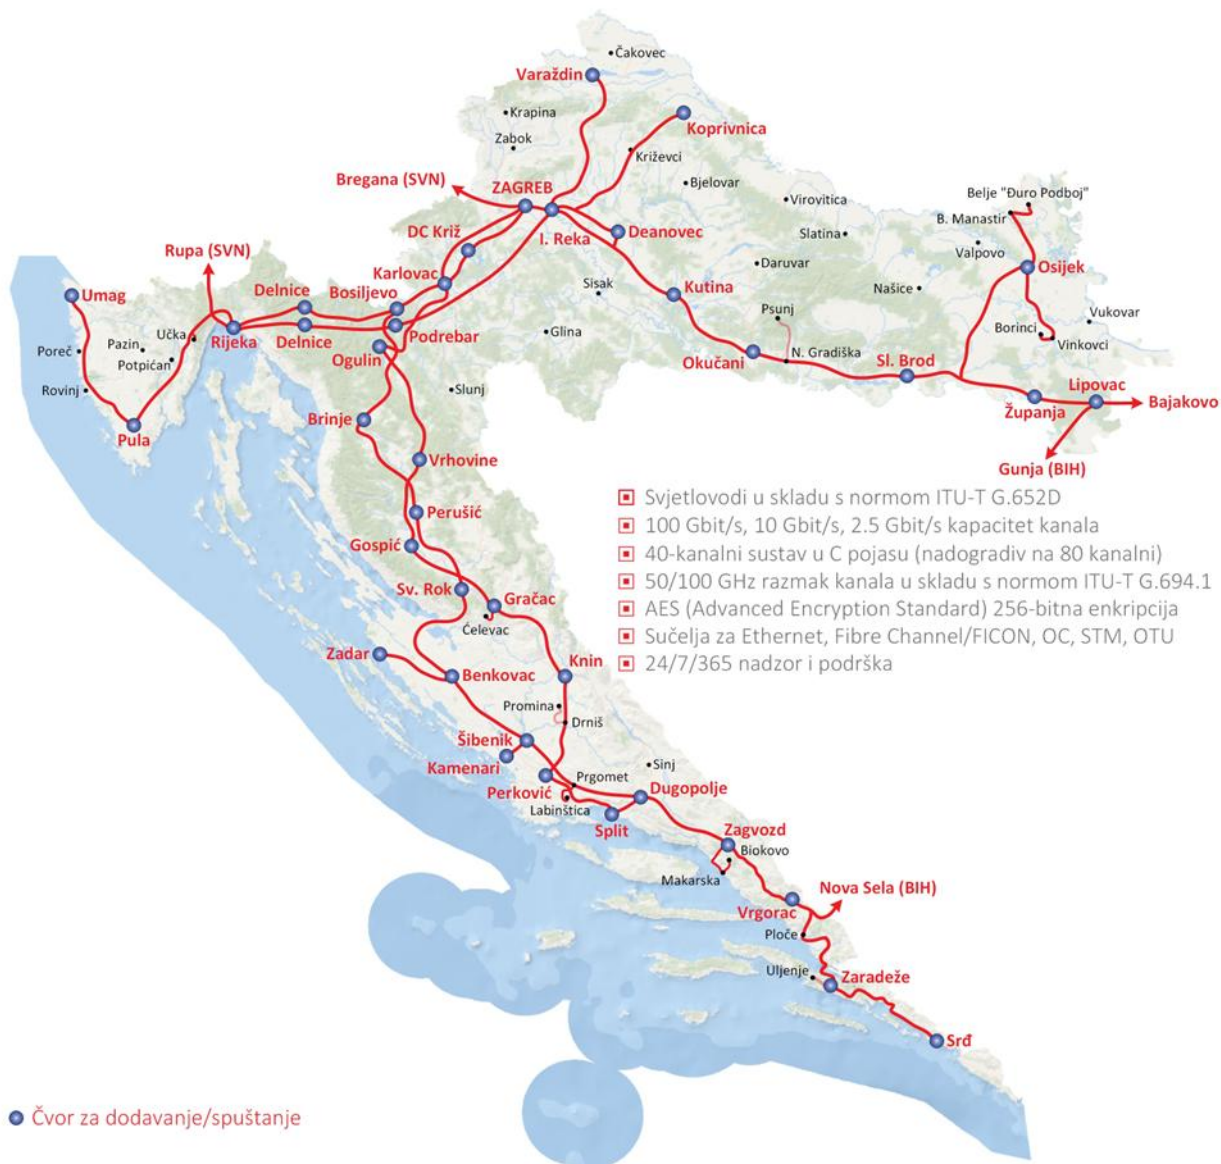 Čakovec
Varaždin
Krapina
Koprivnica
Zabok
Križevci
Bregana (SVN)
ZAGREB
Bjelovar
Virovitica
Belje "Đuro Podboj"
B. Manastir
DC Križ
I. Reka
Deanovec
Slatina
Valpovo
Rupa (SVN)
Daruvar
Osijek
Karlovac
Sisak
Kutina
Našice
Umag
Delnice
Bosiljevo
Psunj
Vukovar
Borinci
Vinkovci
Učka
Rijeka
Delnice
Podrebar
Glina
Poreč
Pazin
Potpićan
Ogulin
Okučani
N. Gradiška
Sl. Brod
Rovinj
Slunj
Lipovac
Županja
Bajakovo
Pula
Brinje
Vrhovine
Gunja (BIH)
Svjetlovodi u skladu s normom ITU-T G.652D
100 Gbit/s, 10 Gbit/s, 2.5 Gbit/s kapacitet kanala
40-kanalni sustav u C pojasu (nadogradiv na 80 kanalni)
50/100 GHz razmak kanala u skladu s normom ITU-T G.694.1
AES (Advanced Encryption Standard) 256-bitna enkripcija
Sučelja za Ethernet, Fibre Channel/FICON, OC, STM, OTU
24/7/365 nadzor i podrška
Perušić
Gospić
Sv. Rok
Gračac
Ćelevac
Zadar
Benkovac
Knin
Promina
Drniš
Šibenik
Kamenari
Sinj
Perković
Prgomet
Dugopolje
Labinštica
Split
Zagvozd
Biokovo
Makarska
Nova Sela (BIH)
Vrgorac
Ploče
Uljenje
Zaradeže
Srđ
Čvor za dodavanje/spuštanje